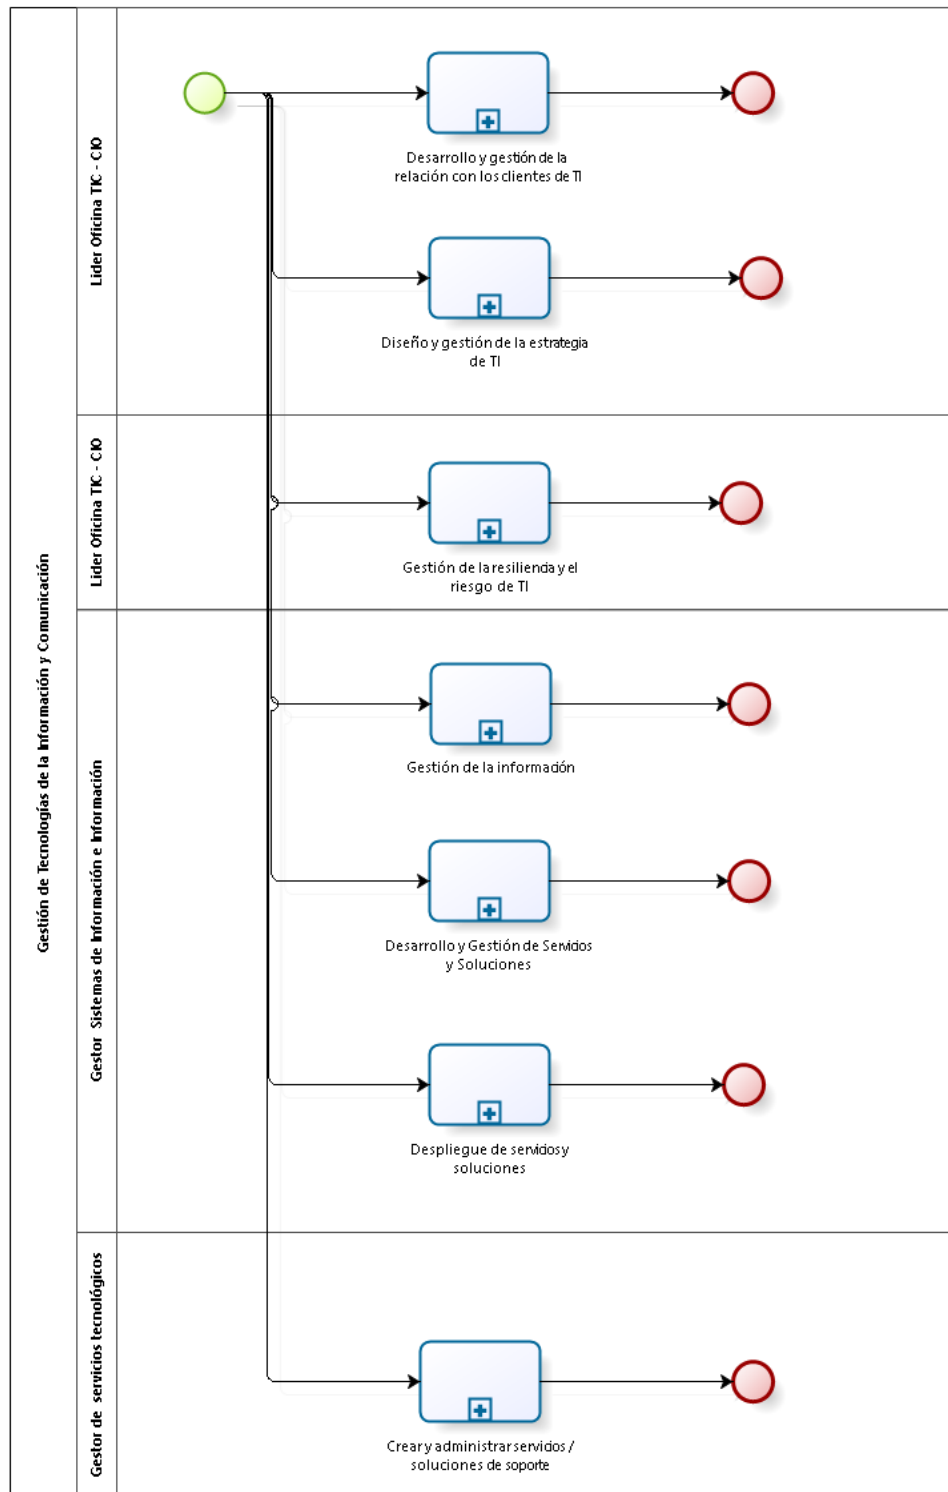 Gestión de Tecnologías de la Información y Comunicación
Lider Oficina TIC - CIO
Desarrollo y gestión de la
relación con los clientes de TI
Diseño y gestión de la estrategia
de TI
Lider Oficina TIC - CIO
Gestión de la resiliencia y el
riesgo de TI
Gestor Sistemas de Información e Información
Gestión de la información
Desarrollo y Gestión de Servicios
y Soluciones
Despliegue de servicios y
soluciones
Gestor de servicios tecnológicos
Crear y administrar servicios /
soluciones de soporte